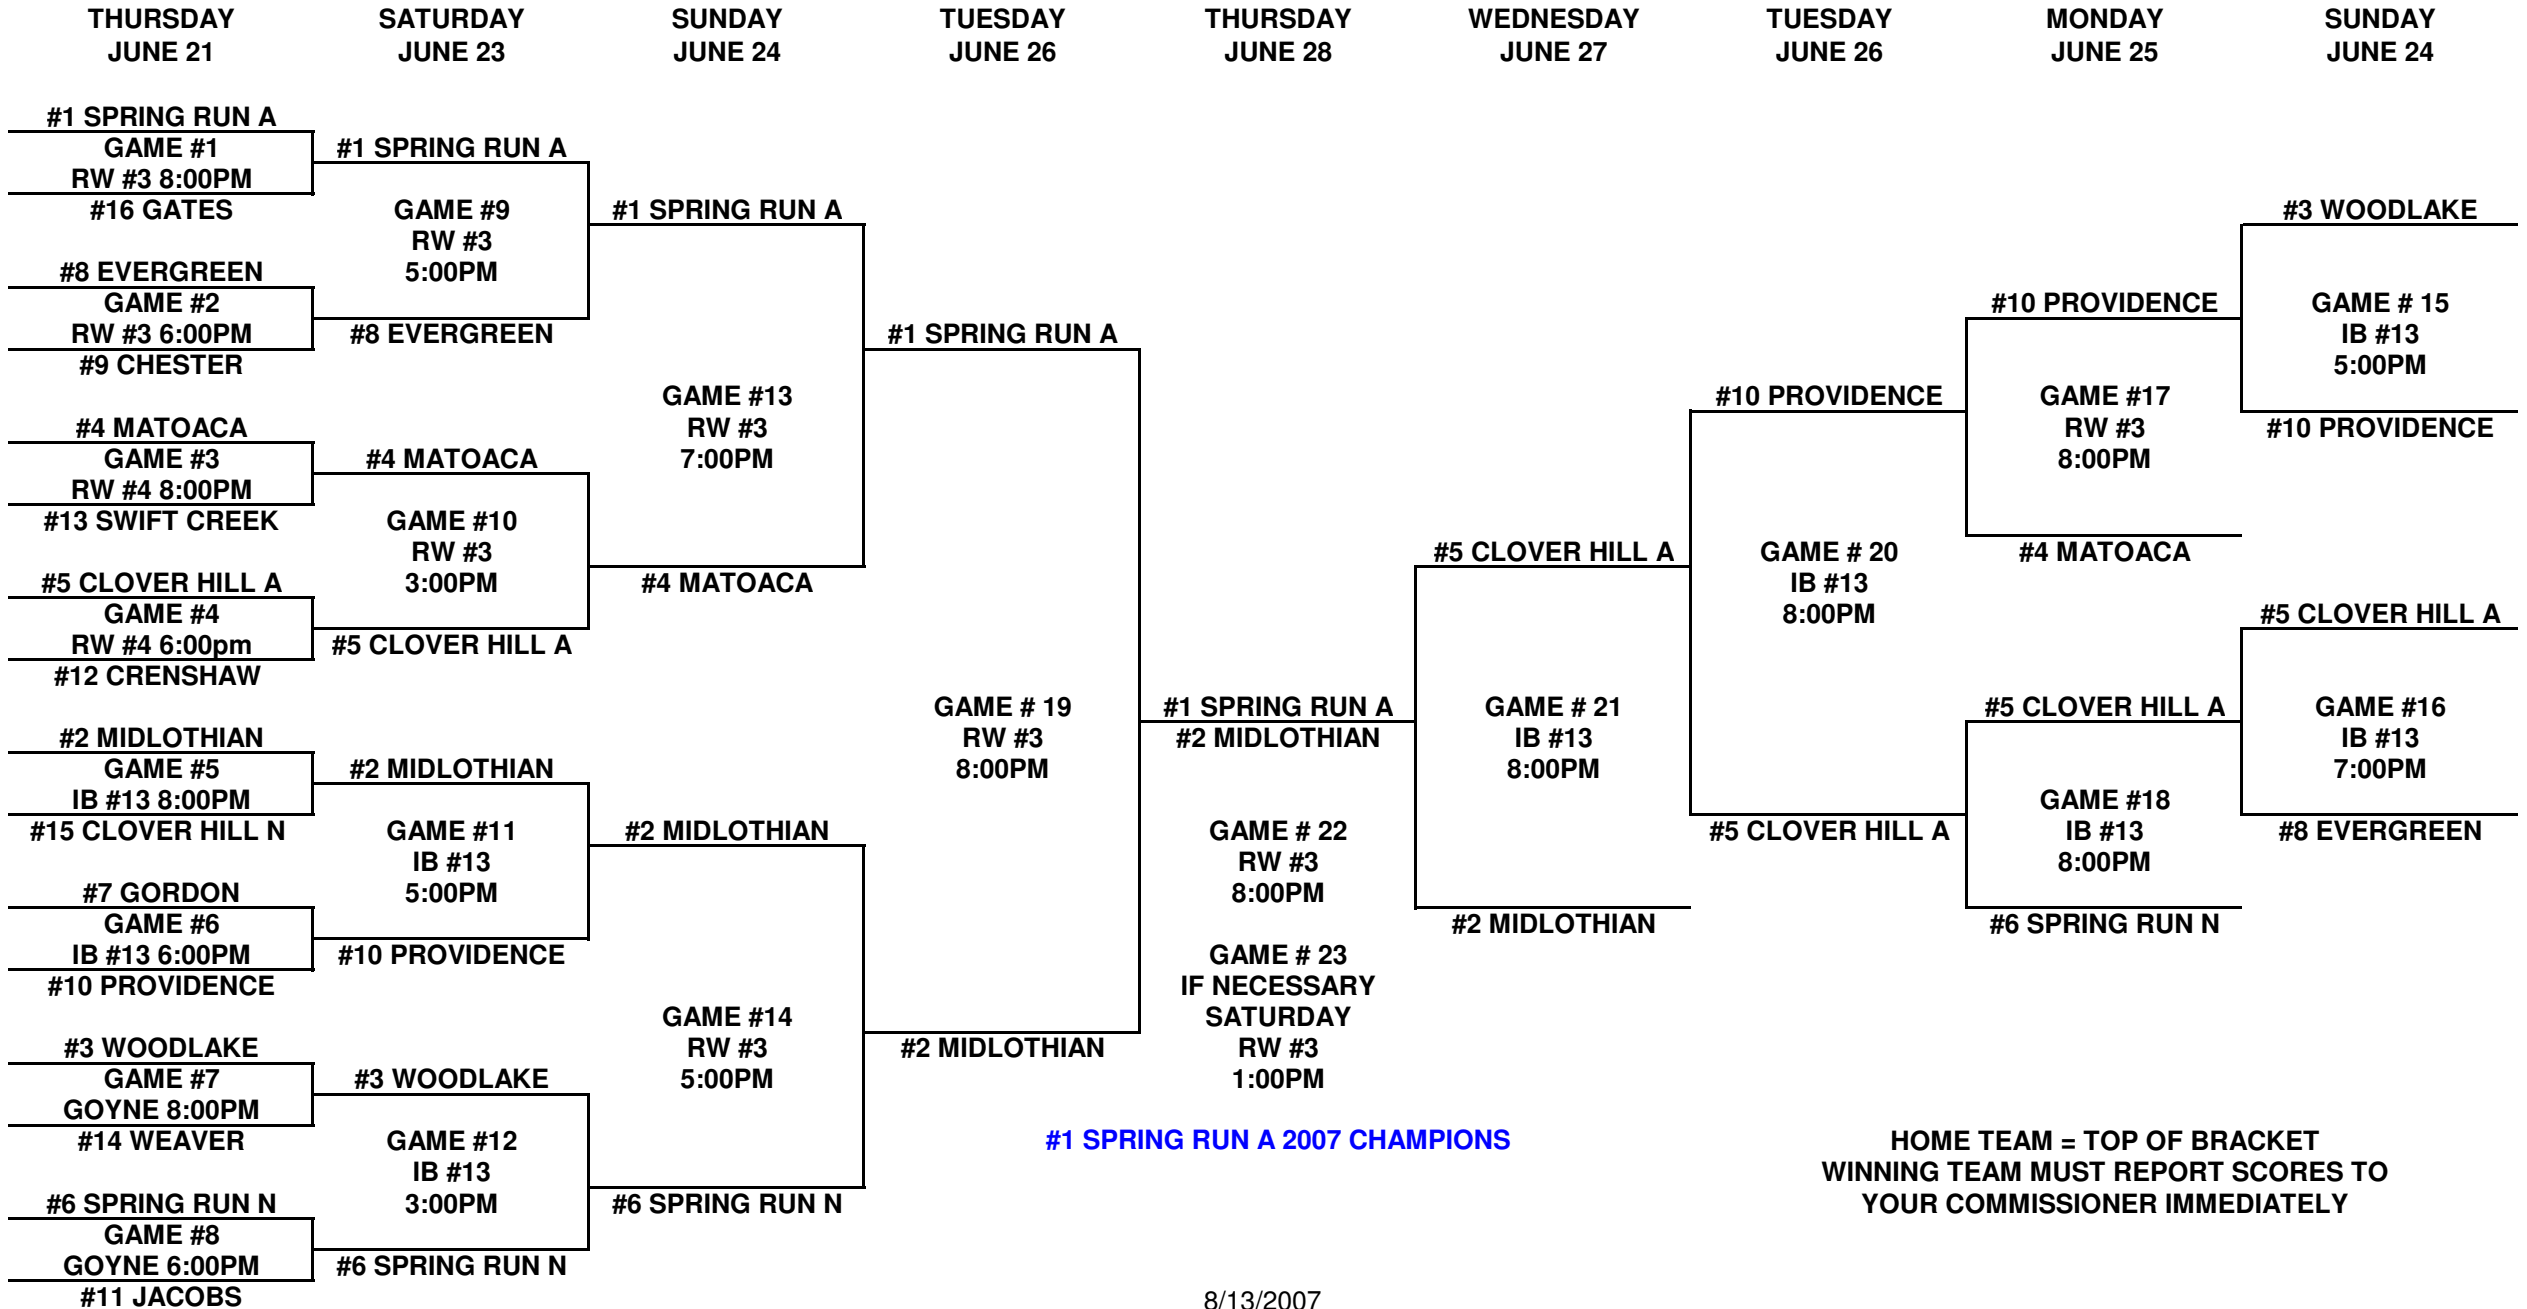 THURSDAY
JUNE 21
SATURDAY
JUNE 23
SUNDAY
JUNE 24
TUESDAY
JUNE 26
THURSDAY
JUNE 28
WEDNESDAY
JUNE 27
TUESDAY
JUNE 26
MONDAY
JUNE 25
SUNDAY
JUNE 24
#1 SPRING RUN A
GAME #1
RW #3 8:00PM
#16 GATES
#8 EVERGREEN
GAME #2
RW #3 6:00PM
#9 CHESTER
#4 MATOACA
GAME #3
RW #4 8:00PM
#13 SWIFT CREEK
#5 CLOVER HILL A
GAME #4
RW #4 6:00pm
#12 CRENSHAW
#2 MIDLOTHIAN
GAME #5
IB #13 8:00PM
#15 CLOVER HILL N
#7 GORDON
GAME #6
IB #13 6:00PM
#10 PROVIDENCE
#3 WOODLAKE
GAME #7
GOYNE 8:00PM
#14 WEAVER
#6 SPRING RUN N
GAME #8
GOYNE 6:00PM
#11 JACOBS
#1 SPRING RUN A
GAME #9
RW #3
5:00PM
#8 EVERGREEN
#4 MATOACA
GAME #10
RW #3
3:00PM
#5 CLOVER HILL A
#2 MIDLOTHIAN
GAME #11
IB #13
5:00PM
#10 PROVIDENCE
#3 WOODLAKE
GAME #12
IB #13
3:00PM
#6 SPRING RUN N
#1 SPRING RUN A
GAME #13
RW #3
7:00PM
#4 MATOACA
#2 MIDLOTHIAN
GAME #14
RW #3
5:00PM
#6 SPRING RUN N
#1 SPRING RUN A
GAME # 19
RW #3
8:00PM
#2 MIDLOTHIAN
#1 SPRING RUN A
#2 MIDLOTHIAN
GAME # 22
RW #3
8:00PM
GAME # 23
IF NECESSARY
SATURDAY
RW #3
1:00PM
#1 SPRING RUN A 2007 CHAMPIONS
#5 CLOVER HILL A
GAME # 21
IB #13
8:00PM
#2 MIDLOTHIAN
#10 PROVIDENCE
GAME # 20
IB #13
8:00PM
#5 CLOVER HILL A
#10 PROVIDENCE
GAME #17
RW #3
8:00PM
#4 MATOACA
#5 CLOVER HILL A
GAME #18
IB #13
8:00PM
#6 SPRING RUN N
#3 WOODLAKE
GAME # 15
IB #13
5:00PM
#10 PROVIDENCE
#5 CLOVER HILL A
GAME #16
IB #13
7:00PM
#8 EVERGREEN
HOME TEAM = TOP OF BRACKET
WINNING TEAM MUST REPORT SCORES TO
YOUR COMMISSIONER IMMEDIATELY
8/13/2007